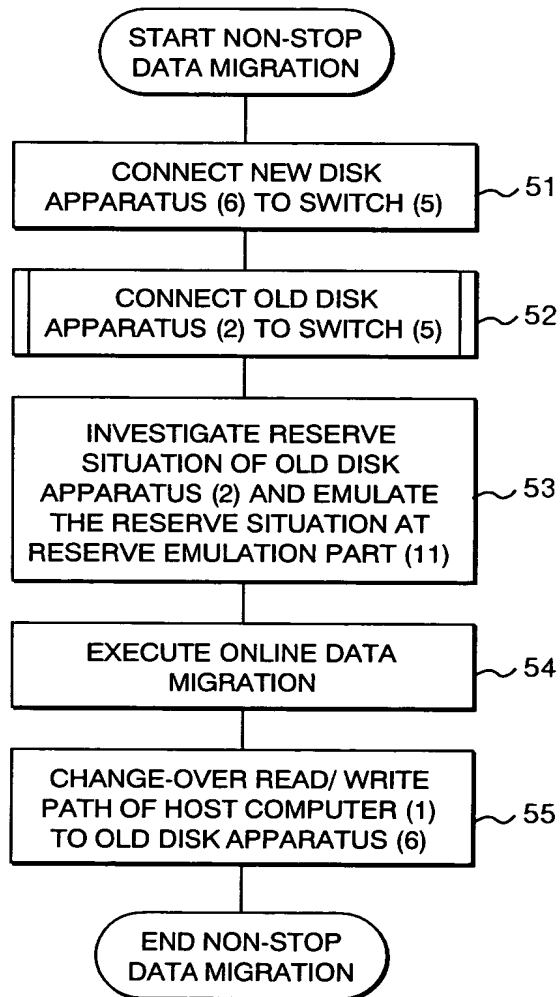 START NON-STOP
DATA MIGRATION
CONNECT NEW DISK
APPARATUS (6) TO SWITCH (5)
51
CONNECT OLD DISK
APPARATUS (2) TO SWITCH (5)
52
INVESTIGATE RESERVE
SITUATION OF OLD DISK
APPARATUS (2) AND EMULATE
THE RESERVE SITUATION AT
RESERVE EMULATION PART (11)
53
EXECUTE ONLINE DATA
MIGRATION
54
CHANGE-OVER READ/ WRITE
PATH OF HOST COMPUTER (1)
TO OLD DISK APPARATUS (6)
55
END NON-STOP
DATA MIGRATION